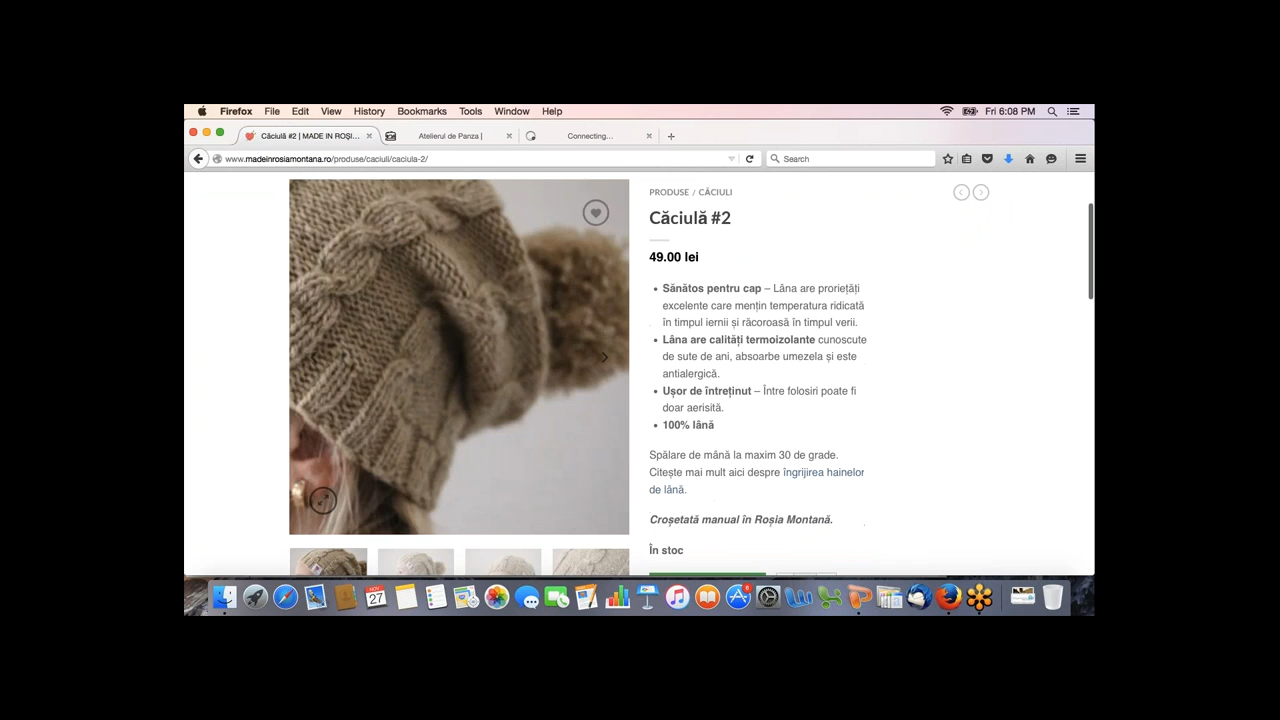 Firefox File Edit View History Bookmarks Tools Window Help Fri 6:08 PM
Căciulă #2 | MADE IN ROȘI... Atelierul de Panza | Connecting...
www.madeinrosiamontana.ro/produse/caciuli/caciula-2/ Search
PRODUSE / CĂCIULI
Căciulă #2
49.00 lei
Sănătos pentru cap – Lâna are proriețăți
excelente care mențin temperatura ridicată
în timpul iernii și răcoroasă în timpul verii.
Lâna are calități termoizolante cunoscute
de sute de ani, absoarbe umezela și este
antialergică.
Ușor de întreținut – Între folosiri poate fi
doar aerisită.
100% lână
Spălare de mână la maxim 30 de grade.
Citește mai mult aici despre îngrijirea hainelor
de lână.
Croșetată manual în Roșia Montană.
În stoc
NOV
27